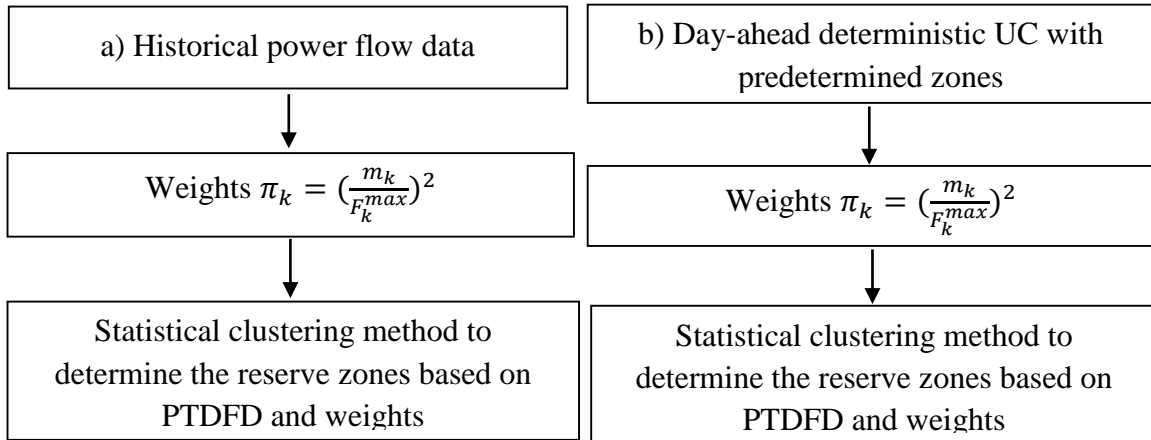 a) Historical power flow data
Weights π_k = (m_k / F_k^max)^2
Statistical clustering method to
determine the reserve zones based on
PTDFD and weights
b) Day-ahead deterministic UC with
predetermined zones
Weights π_k = (m_k / F_k^max)^2
Statistical clustering method to
determine the reserve zones based on
PTDFD and weights